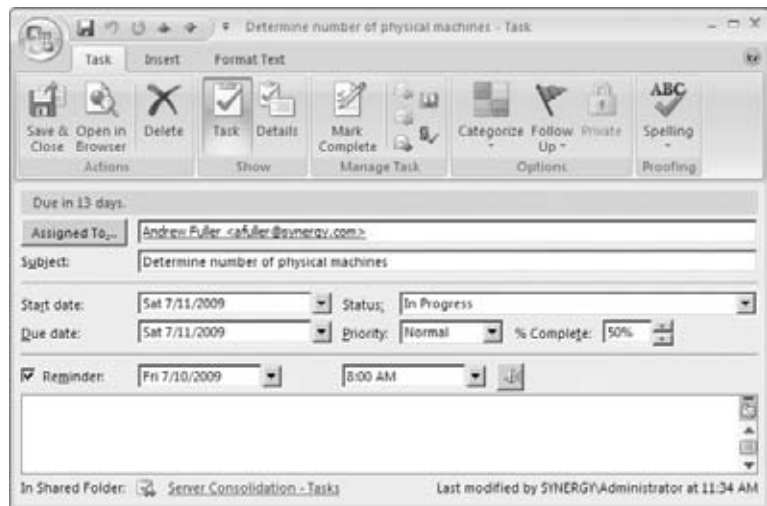 Determine number of physical machines - Task
Task Insert Format Text
Save & Close Open in Browser Delete Task Details Mark Complete Categorize Follow Up Private ABC Spelling
Actions Show Manage Task Options Proofing
Due in 13 days.
Assigned To... Andrew Fuller <afuller@synergy.com>
Subject: Determine number of physical machines
Start date: Sat 7/11/2009 Status: In Progress
Due date: Sat 7/11/2009 Priority: Normal % Complete: 50%
Reminder: Fri 7/10/2009 8:00 AM
In Shared Folder: Server Consolidation - Tasks Last modified by SYNERGY\Administrator at 11:34 AM